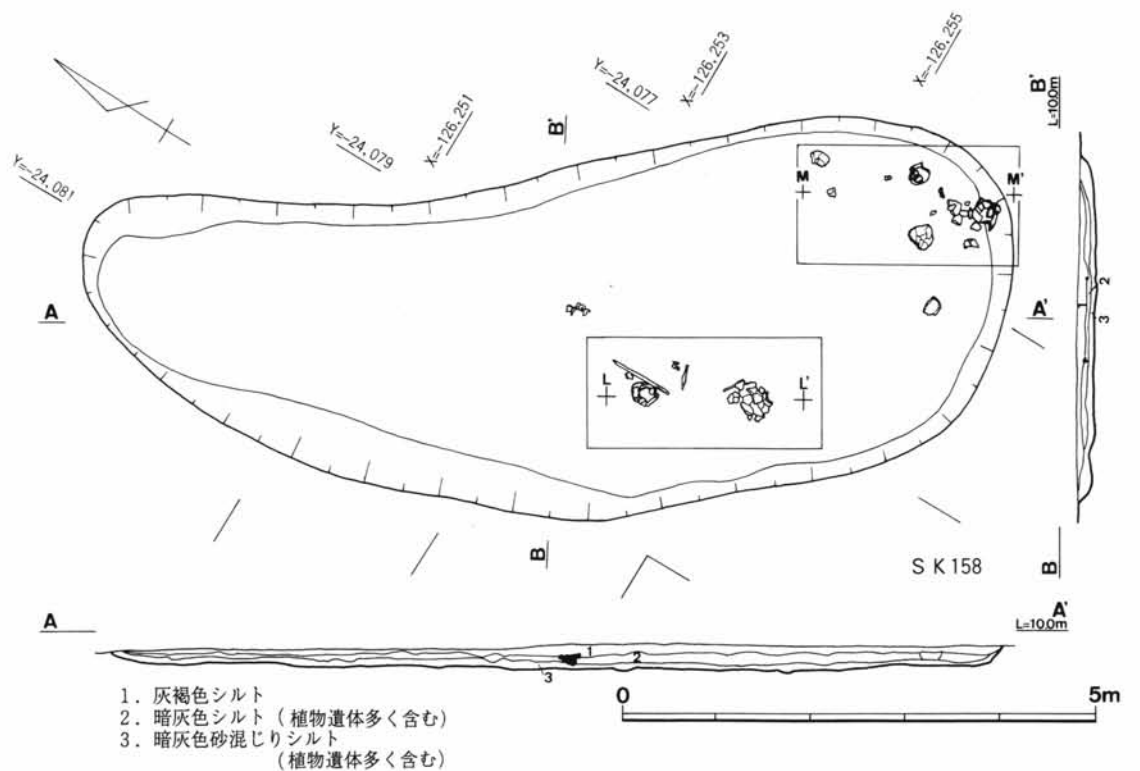 X=-126,255
X=-126,253
Y=-24,077
X=-126,251
Y=-24,079
Y=-24,081
B'
B'
L=10.0m
M
M'
A
A'
2
3
L
L'
B
B
SK158
A
A'
L=10.0m
1
2
3
1. 灰褐色シルト
2. 暗灰色シルト(植物遺体多く含む)
3. 暗灰色砂混じりシルト
(植物遺体多く含む)
0
5m